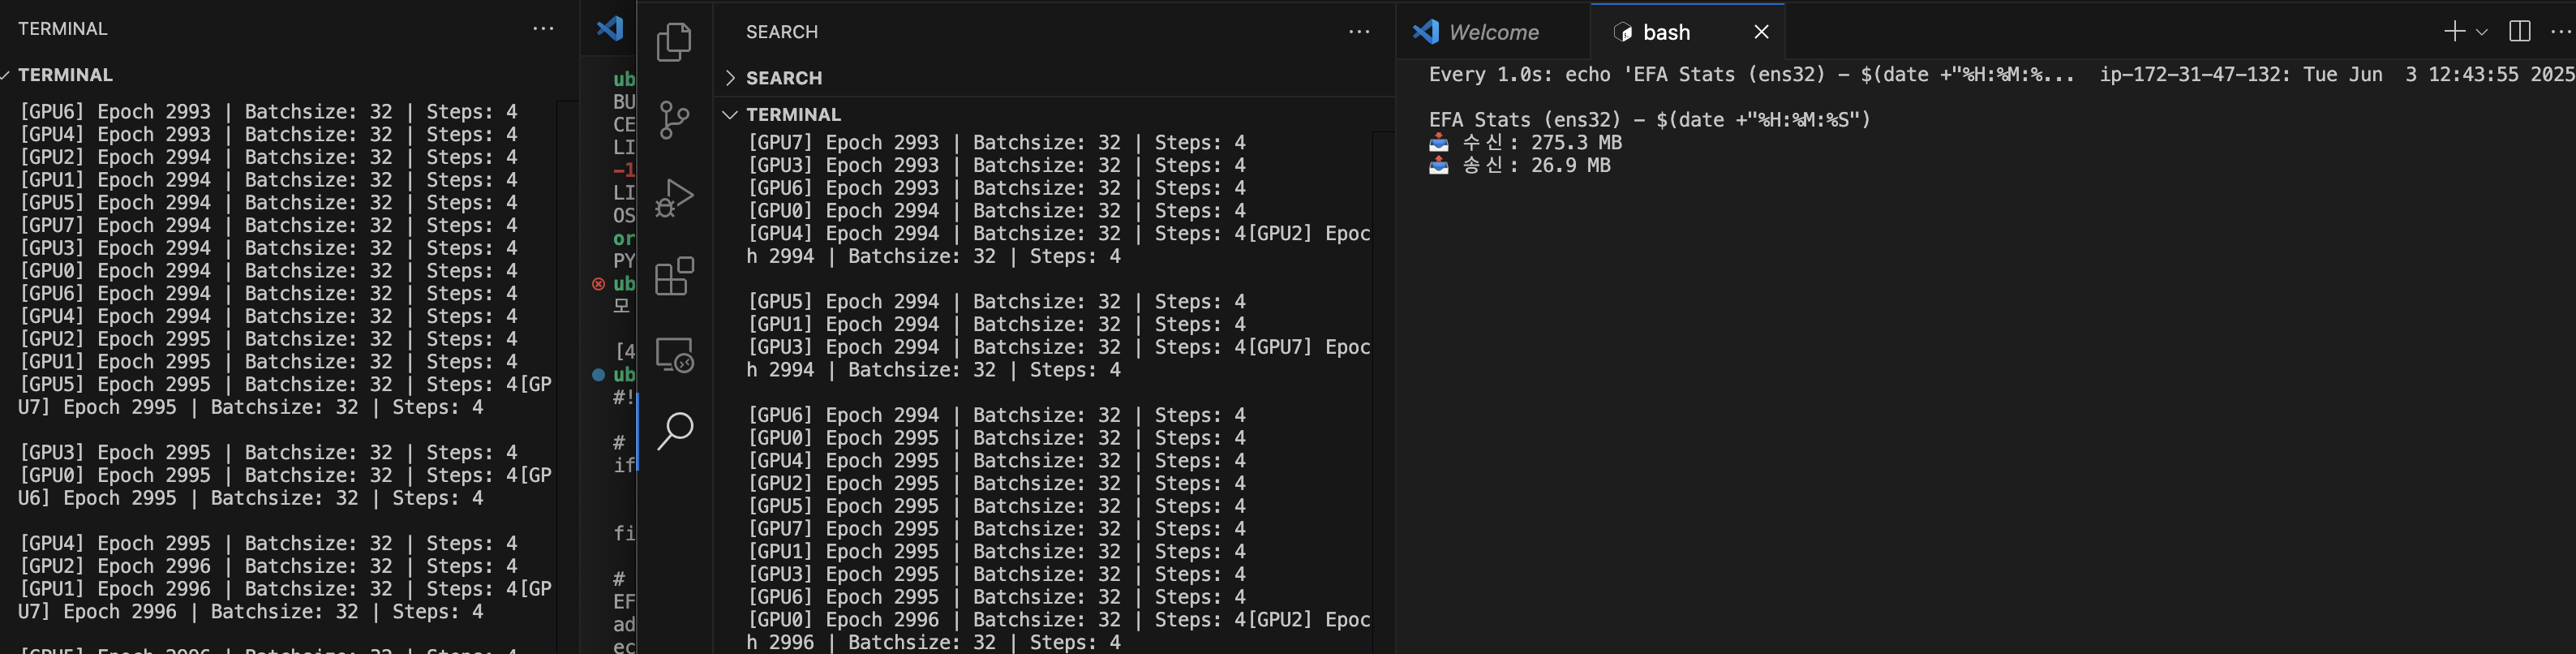 TERMINAL
TERMINAL
[GPU6] Epoch 2993 | Batchsize: 32 | Steps: 4
[GPU4] Epoch 2993 | Batchsize: 32 | Steps: 4
[GPU2] Epoch 2994 | Batchsize: 32 | Steps: 4
[GPU1] Epoch 2994 | Batchsize: 32 | Steps: 4
[GPU5] Epoch 2994 | Batchsize: 32 | Steps: 4
[GPU7] Epoch 2994 | Batchsize: 32 | Steps: 4
[GPU3] Epoch 2994 | Batchsize: 32 | Steps: 4
[GPU0] Epoch 2994 | Batchsize: 32 | Steps: 4
[GPU6] Epoch 2994 | Batchsize: 32 | Steps: 4
[GPU4] Epoch 2994 | Batchsize: 32 | Steps: 4
[GPU2] Epoch 2995 | Batchsize: 32 | Steps: 4
[GPU1] Epoch 2995 | Batchsize: 32 | Steps: 4
[GPU5] Epoch 2995 | Batchsize: 32 | Steps: 4[GP
U7] Epoch 2995 | Batchsize: 32 | Steps: 4
[GPU3] Epoch 2995 | Batchsize: 32 | Steps: 4
[GPU0] Epoch 2995 | Batchsize: 32 | Steps: 4[GP
U6] Epoch 2995 | Batchsize: 32 | Steps: 4
[GPU4] Epoch 2995 | Batchsize: 32 | Steps: 4
[GPU2] Epoch 2996 | Batchsize: 32 | Steps: 4
[GPU1] Epoch 2996 | Batchsize: 32 | Steps: 4[GP
U7] Epoch 2996 | Batchsize: 32 | Steps: 4
[GPU5] Epoch 2996 | Batchsize: 32 | Steps: 4
ub
BU
CE
LI
-1
LI
OS
or
PY
ub
모
[4
ub
#!
#
if
fi
#
EF
ad
ec
SEARCH
SEARCH
TERMINAL
[GPU7] Epoch 2993 | Batchsize: 32 | Steps: 4
[GPU3] Epoch 2993 | Batchsize: 32 | Steps: 4
[GPU6] Epoch 2993 | Batchsize: 32 | Steps: 4
[GPU0] Epoch 2994 | Batchsize: 32 | Steps: 4
[GPU4] Epoch 2994 | Batchsize: 32 | Steps: 4[GPU2] Epoc
h 2994 | Batchsize: 32 | Steps: 4
[GPU5] Epoch 2994 | Batchsize: 32 | Steps: 4
[GPU1] Epoch 2994 | Batchsize: 32 | Steps: 4
[GPU3] Epoch 2994 | Batchsize: 32 | Steps: 4[GPU7] Epoc
h 2994 | Batchsize: 32 | Steps: 4
[GPU6] Epoch 2994 | Batchsize: 32 | Steps: 4
[GPU0] Epoch 2995 | Batchsize: 32 | Steps: 4
[GPU4] Epoch 2995 | Batchsize: 32 | Steps: 4
[GPU2] Epoch 2995 | Batchsize: 32 | Steps: 4
[GPU5] Epoch 2995 | Batchsize: 32 | Steps: 4
[GPU7] Epoch 2995 | Batchsize: 32 | Steps: 4
[GPU1] Epoch 2995 | Batchsize: 32 | Steps: 4
[GPU3] Epoch 2995 | Batchsize: 32 | Steps: 4
[GPU6] Epoch 2995 | Batchsize: 32 | Steps: 4
[GPU0] Epoch 2996 | Batchsize: 32 | Steps: 4[GPU2] Epoc
h 2996 | Batchsize: 32 | Steps: 4
Welcome
bash
Every 1.0s: echo 'EFA Stats (ens32) – $(date +"%H:%M:%... ip-172-31-47-132: Tue Jun  3 12:43:55 2025
EFA Stats (ens32) – $(date +"%H:%M:%S")
📥 수신: 275.3 MB
📤 송신: 26.9 MB